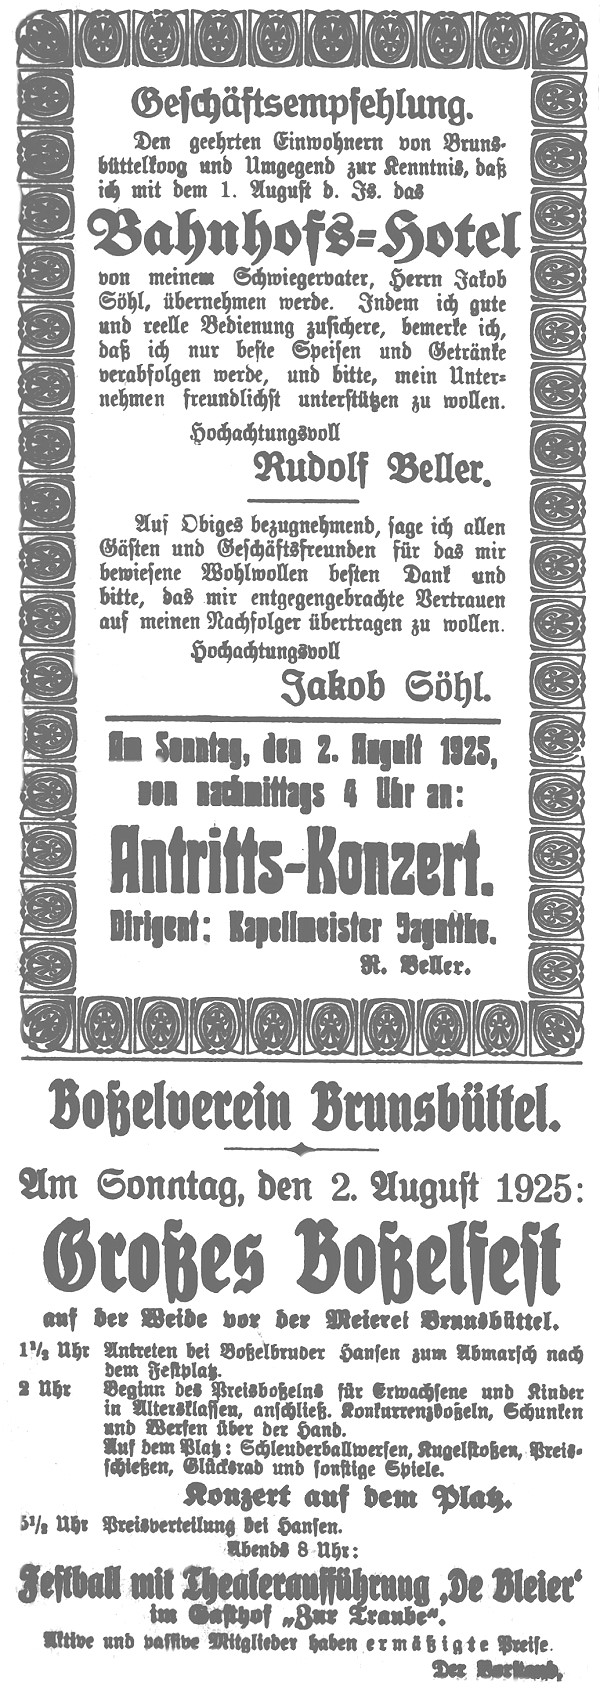 Geschäftsempfehlung.
Den geehrten Einwohnern von Bruns-
büttelkoog und Umgegend zur Kenntnis, daß
ich mit dem 1. August d. Js. das
Bahnhofs-Hotel
von meinem Schwiegervater, Herrn Jakob
Söhl, übernehmen werde. Indem ich gute
und reelle Bedienung zusichere, bemerke ich,
daß ich nur beste Speisen und Getränke
verabfolgen werde, und bitte, mein Unter-
nehmen freundlichst unterstützen zu wollen.
Hochachtungsvoll
Rudolf Beller.
Auf Obiges bezugnehmend, sage ich allen
Gästen und Geschäftsfreunden für das mir
bewiesene Wohlwollen besten Dank und
bitte, das mir entgegengebrachte Vertrauen
auf meinen Nachfolger übertragen zu wollen.
Hochachtungsvoll
Jakob Söhl.
Am Sonntag, den 2. August 1925,
von nachmittags 4 Uhr an:
Antritts-Konzert.
Dirigent: Kapellmeister Jaguttke.
R. Beller.
Boßelverein Brunsbüttel.
Am Sonntag, den 2. August 1925:
Großes Boßelfest
auf der Weide vor der Meierei Brunsbüttel.
1½ Uhr Antreten bei Boßelbruder Hansen zum Abmarsch nach
dem Festplatz.
2 Uhr Beginn des Preisboßelns für Erwachsene und Kinder
in Altersklassen, anschließ. Konkurrenzboßeln, Schunken
und Werfen über der Hand.
Auf dem Platz: Schleuderballwerfen, Kugelstoßen, Preis-
schießen, Glücksrad und sonstige Spiele.
Konzert auf dem Platz.
5½ Uhr Preisverteilung bei Hansen.
Abends 8 Uhr:
Festball mit Theateraufführung ‚De Bleier‘
im Gasthof „Zur Traube“.
Aktive und passive Mitglieder haben ermäßigte Preise.
Der Vorstand.